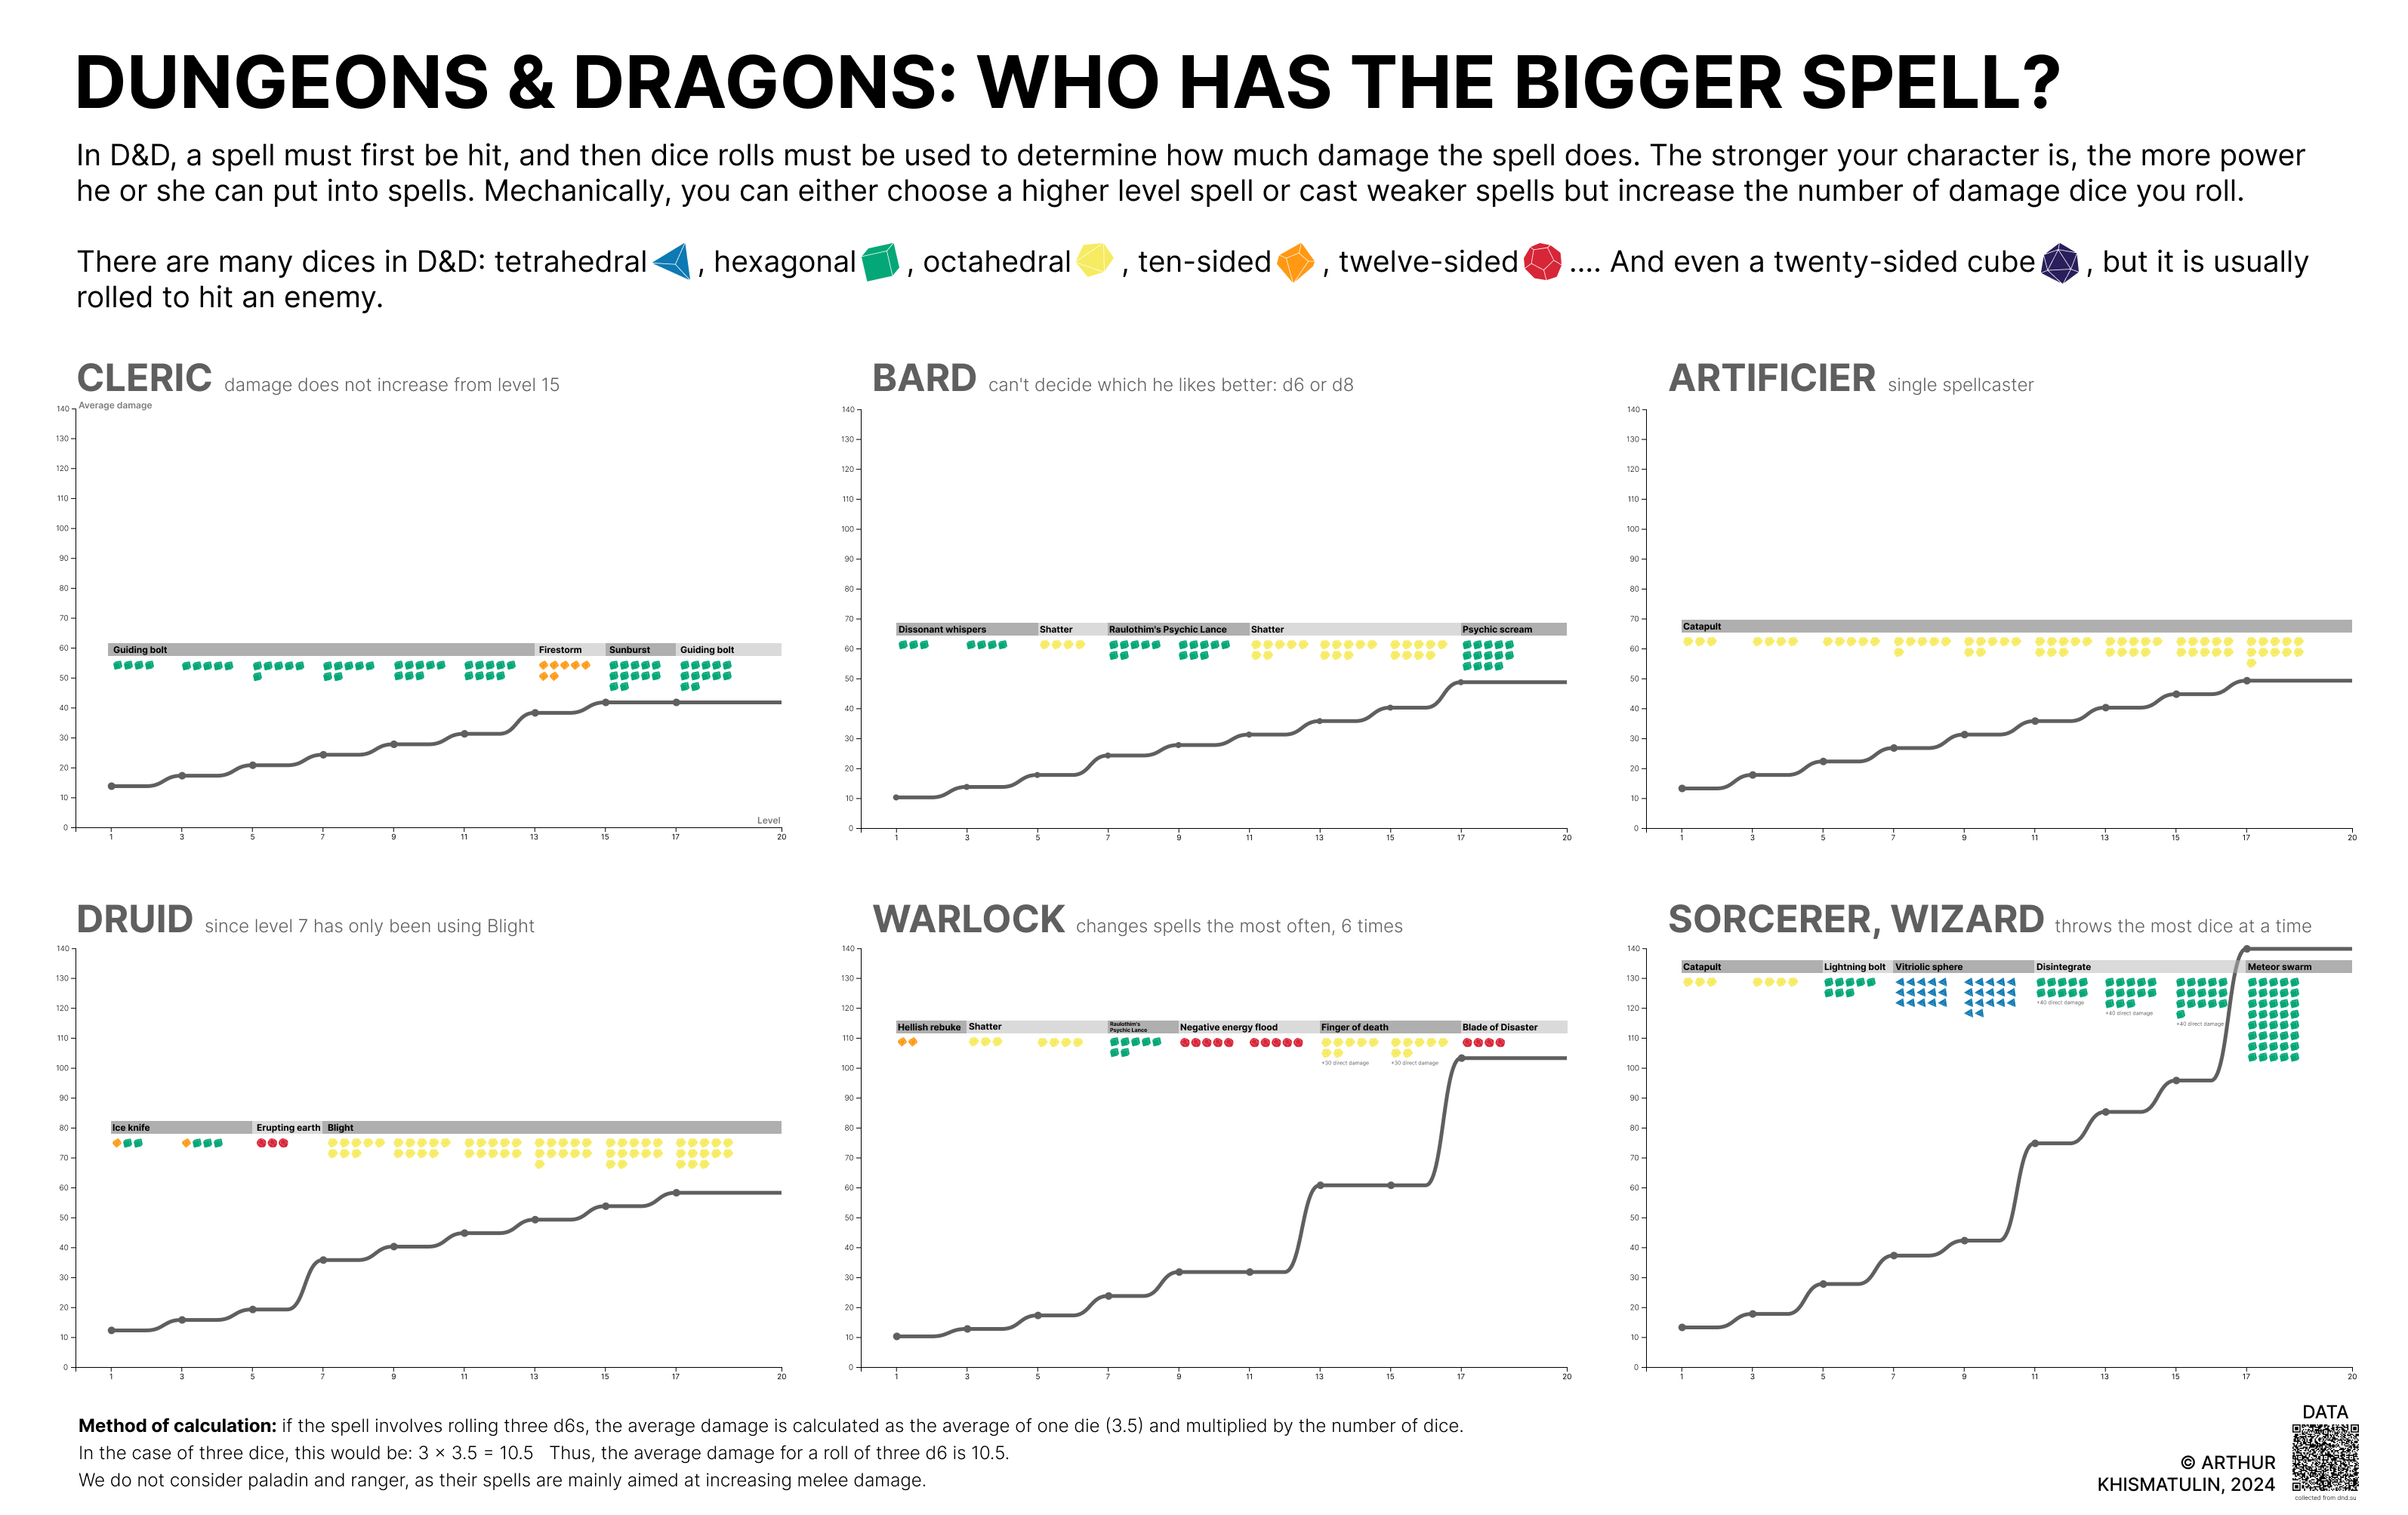 DUNGEONS & DRAGONS: WHO HAS THE BIGGER SPELL?
In D&D, a spell must first be hit, and then dice rolls must be used to determine how much damage the spell does. The stronger your character is, the more power
he or she can put into spells. Mechanically, you can either choose a higher level spell or cast weaker spells but increase the number of damage dice you roll.
There are many dices in D&D: tetrahedral , hexagonal , octahedral , ten-sided , twelve-sided .... And even a twenty-sided cube , but it is usually
rolled to hit an enemy.
CLERIC damage does not increase from level 15
Average damage
140
130
120
110
100
90
80
70
60
50
40
30
20
10
0
Guiding bolt Firestorm Sunburst Guiding bolt
Level
1 3 5 7 9 11 13 15 17 20
BARD can't decide which he likes better: d6 or d8
140
130
120
110
100
90
80
70
60
50
40
30
20
10
0
Dissonant whispers Shatter Raulothim's Psychic Lance Shatter Psychic scream
1 3 5 7 9 11 13 15 17 20
ARTIFICIER single spellcaster
140
130
120
110
100
90
80
70
60
50
40
30
20
10
0
Catapult
1 3 5 7 9 11 13 15 17 20
DRUID since level 7 has only been using Blight
140
130
120
110
100
90
80
70
60
50
40
30
20
10
0
Ice knife Erupting earth Blight
1 3 5 7 9 11 13 15 17 20
WARLOCK changes spells the most often, 6 times
140
130
120
110
100
90
80
70
60
50
40
30
20
10
0
Hellish rebuke Shatter Raulothim's Psychic Lance Negative energy flood Finger of death Blade of Disaster
+30 direct damage +30 direct damage
1 3 5 7 9 11 13 15 17 20
SORCERER, WIZARD throws the most dice at a time
140
130
120
110
100
90
80
70
60
50
40
30
20
10
0
Catapult Lightning bolt Vitriolic sphere Disintegrate Meteor swarm
+40 direct damage
+40 direct damage
+40 direct damage
1 3 5 7 9 11 13 15 17 20
Method of calculation: if the spell involves rolling three d6s, the average damage is calculated as the average of one die (3.5) and multiplied by the number of dice.
In the case of three dice, this would be: 3 × 3.5 = 10.5 Thus, the average damage for a roll of three d6 is 10.5.
We do not consider paladin and ranger, as their spells are mainly aimed at increasing melee damage.
© ARTHUR
KHISMATULIN, 2024
DATA
collected from dnd.su